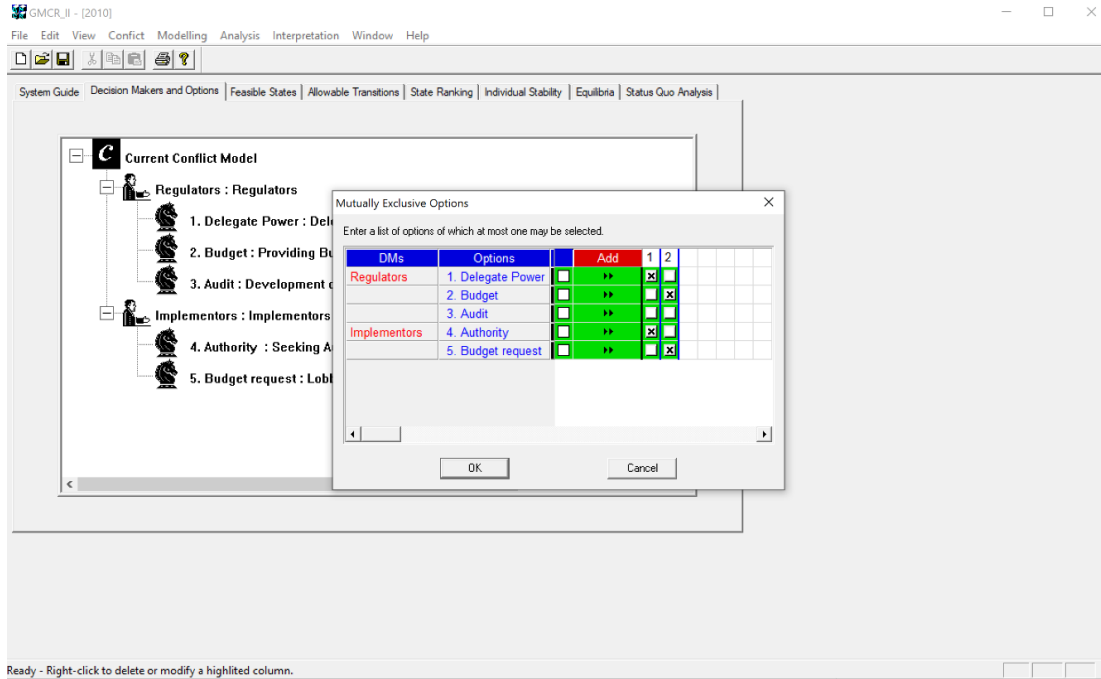 GMCR_II - [2010]
File Edit View Confict Modelling Analysis Interpretation Window Help
System Guide Decision Makers and Options Feasible States Allowable Transitions State Ranking Individual Stability Equilibria Status Quo Analysis
C Current Conflict Model
Regulators : Regulators
1. Delegate Power : Dele
2. Budget : Providing Bu
3. Audit : Development o
Implementors : Implementors
4. Authority : Seeking A
5. Budget request : Lobb
Mutually Exclusive Options
Enter a list of options of which at most one may be selected.
DMs Options Add 1 2
Regulators 1. Delegate Power
2. Budget
3. Audit
Implementors 4. Authority
5. Budget request
OK Cancel
Ready - Right-click to delete or modify a highlited column.